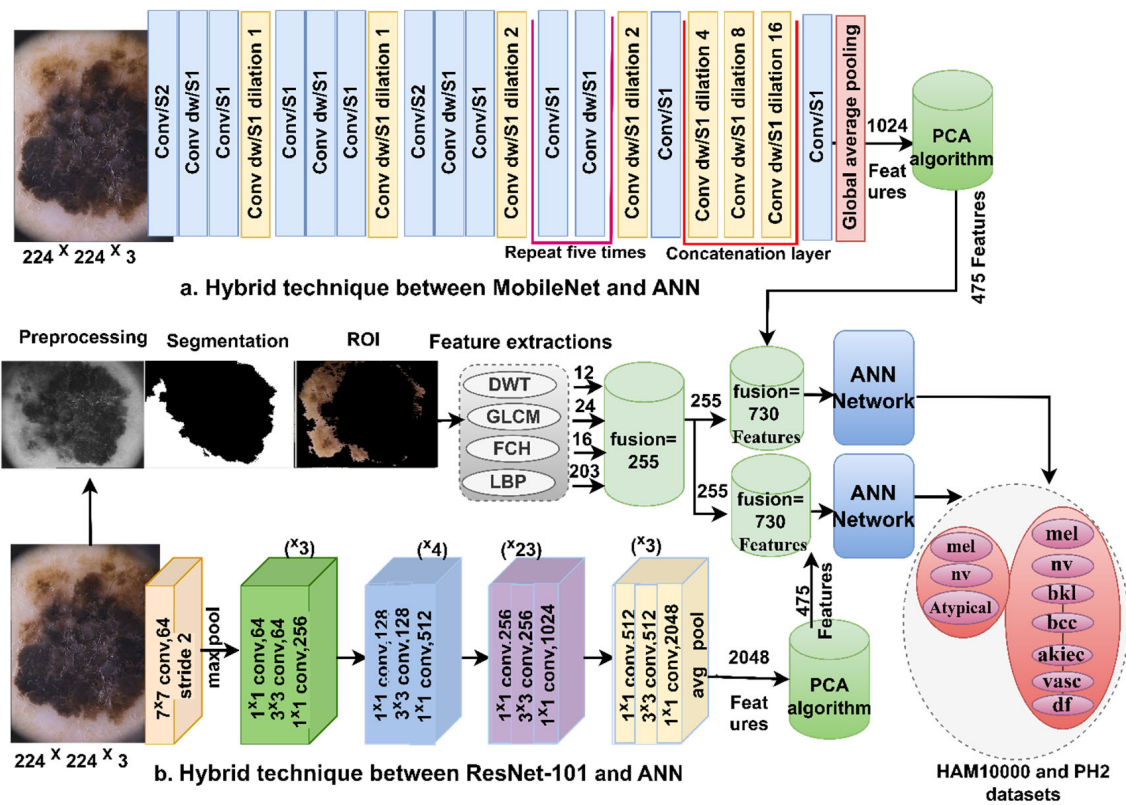 Conv/S2
Conv dw/S1
Conv/S1
Conv dw/S1 dilation 1
Conv/S1
Conv dw/S1
Conv/S1
Conv dw/S1 dilation 1
Conv/S2
Conv dw/S1
Conv/S1
Conv dw/S1 dilation 2
Conv/S1
Conv dw/S1
Conv dw/S1 dilation 2
Conv/S1
Conv dw/S1 dilation 4
Conv dw/S1 dilation 8
Conv dw/S1 dilation 16
Conv/S1
Global average pooling
1024
Feat
ures
PCA
algorithm
475 Features
224 x 224 x 3
Repeat five times
Concatenation layer
a. Hybrid technique between MobileNet and ANN
Preprocessing
Segmentation
ROI
Feature extractions
DWT
GLCM
FCH
LBP
12
24
16
203
fusion=
255
255
255
fusion=
730
Features
ANN
Network
fusion=
730
Features
ANN
Network
mel
nv
Atypical
mel
nv
bkl
bcc
akiec
vasc
df
HAM10000 and PH2
datasets
7x7 conv,64
stride 2
max pool
(x3)
1x1 conv,64
3x3 conv,64
1x1 conv,256
(x4)
1x1 conv,128
3x3 conv,128
1x1 conv,512
(x23)
1x1 conv,256
3x3 conv,256
1x1 conv,1024
(x3)
1x1 conv,512
3x3 conv,512
1x1 conv,2048
avg pool
2048
Feat
ures
PCA
algorithm
475
Features
224 x 224 x 3
b. Hybrid technique between ResNet-101 and ANN